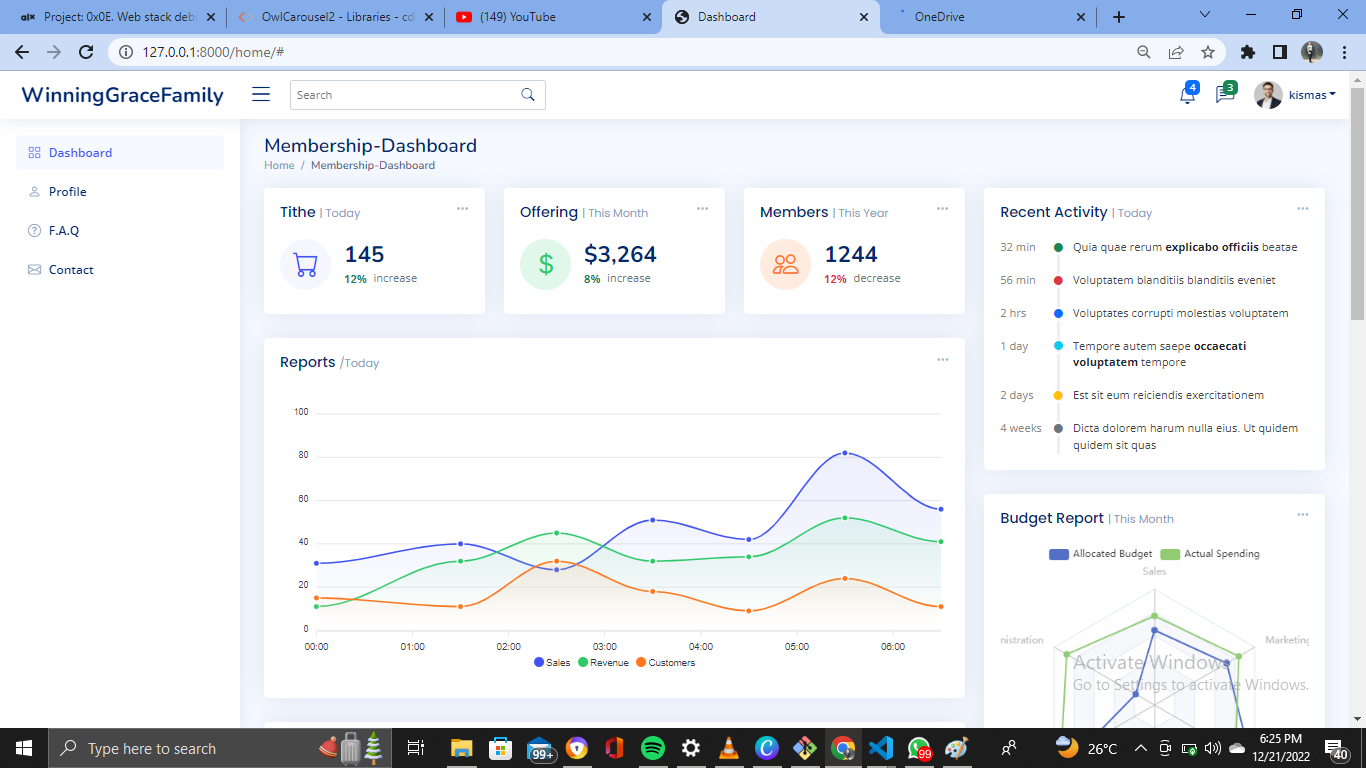 Project: 0x0E. Web stack debu
OwlCarousel2 - Libraries - cd
(149) YouTube
Dashboard
OneDrive
127.0.0.1:8000/home/#
WinningGraceFamily
Search
4
3
kismas
Dashboard
Profile
F.A.Q
Contact
Membership-Dashboard
Home / Membership-Dashboard
Tithe | Today
145
12% increase
Offering | This Month
$3,264
8% increase
Members | This Year
1244
12% decrease
Recent Activity | Today
32 min Quia quae rerum explicabo officiis beatae
56 min Voluptatem blanditiis blanditiis eveniet
2 hrs Voluptates corrupti molestias voluptatem
1 day Tempore autem saepe occaecati
voluptatem tempore
2 days Est sit eum reiciendis exercitationem
4 weeks Dicta dolorem harum nulla eius. Ut quidem
quidem sit quas
Reports /Today
100
80
60
40
20
0
00:00 01:00 02:00 03:00 04:00 05:00 06:00
Sales Revenue Customers
Budget Report | This Month
Allocated Budget Actual Spending
Sales
nistration
Marketing
Activate Windows
Go to Settings to activate Windows.
Type here to search
99+
99
26°C
6:25 PM
12/21/2022
40